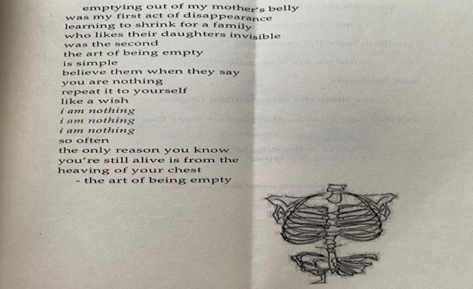 emptying out of my mother's belly
was my first act of disappearance
learning to shrink for a family
who likes their daughters invisible
was the second
the art of being empty
is simple
believe them when they say
you are nothing
repeat it to yourself
like a wish
i am nothing
i am nothing
i am nothing
so often
the only reason you know
you're still alive is from the
heaving of your chest
- the art of being empty